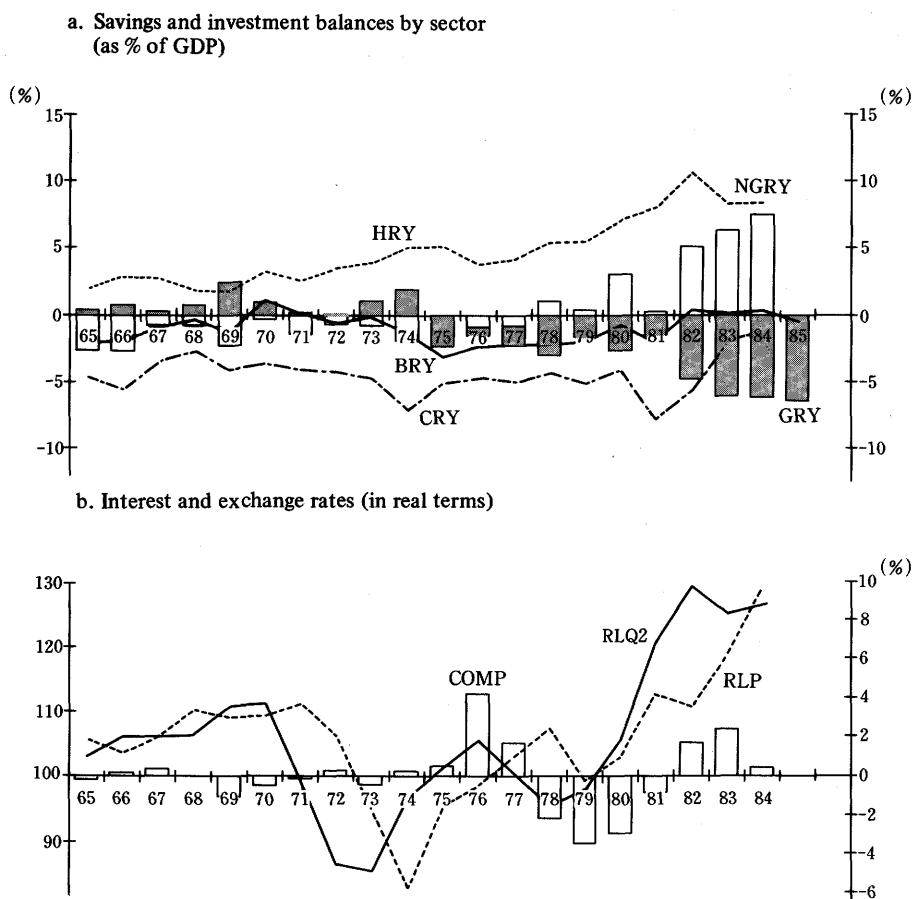 a. Savings and investment balances by sector
(as % of GDP)
(%) (%)
15 15
10 10
NGRY
HRY
5 5
0 0
65 66 67 68 69 70 71 72 73 74 75 76 77 78 79 80 81 82 83 84 85
BRY
-5 -5
CRY GRY
-10 -10
b. Interest and exchange rates (in real terms)
(%)
130 10
8
RLQ2
120 6
COMP RLP
110 4
2
100 0
65 66 67 68 69 70 71 72 73 74 75 76 77 78 79 80 81 82 83 84
-2
90
-4
-6